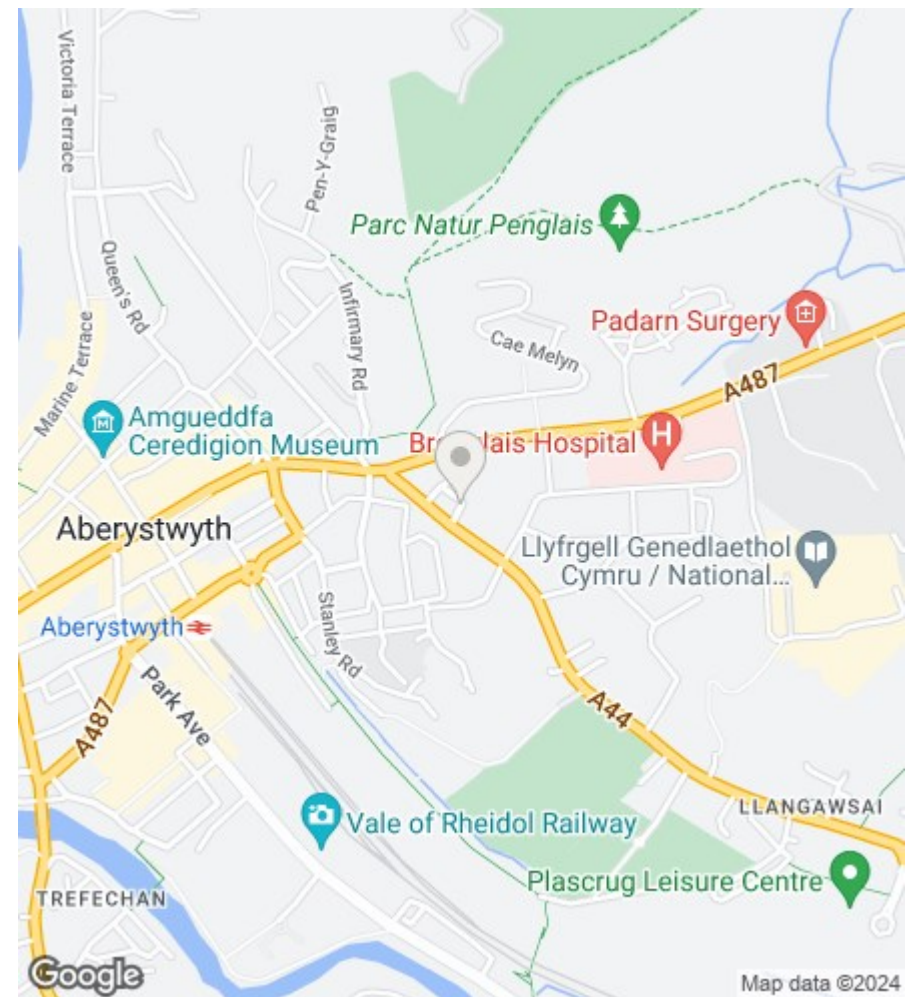 Victoria Terrace
Pen-Y-Graig
Parc Natur Penglais
Queen's Rd
Infirmary Rd
Padarn Surgery
Cae Melyn
Marine Terrace
A487
Amgueddfa
Ceredigion Museum
Hospital
Aberystwyth
Llyfrgell Genedlaethol
Cymru / National...
Stanley Rd
Aberystwyth
Park Ave
A487
A44
LLANGAWSAI
Vale of Rheidol Railway
Plascrug Leisure Centre
TREFECHAN
Google
Map data ©2024